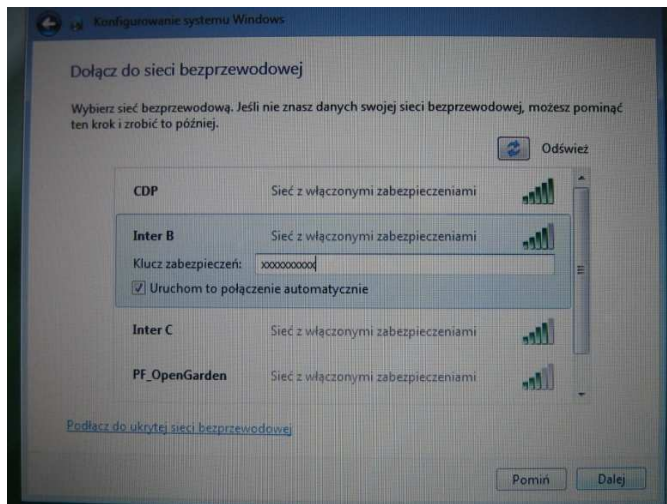 Konfigurowanie systemu Windows
Dołącz do sieci bezprzewodowej
Wybierz sieć bezprzewodową. Jeśli nie znasz danych swojej sieci bezprzewodowej, możesz pominąć
ten krok i zrobić to później.
Odśwież
CDP Sieć z włączonymi zabezpieczeniami
Inter B Sieć z włączonymi zabezpieczeniami
Klucz zabezpieczeń: xxxxxxxxxx
Uruchom to połączenie automatycznie
Inter C Sieć z włączonymi zabezpieczeniami
PF_OpenGarden Sieć z włączonymi zabezpieczeniami
Podłącz do ukrytej sieci bezprzewodowej
Pomiń Dalej